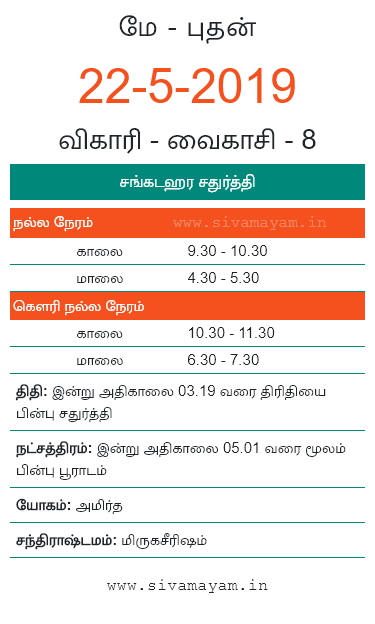 மே - புதன்
22-5-2019
விகாரி - வைகாசி - 8
சங்கடஹர சதுர்த்தி
நல்ல நேரம் www.sivamayam.in
காலை 9.30 - 10.30
மாலை 4.30 - 5.30
கௌரி நல்ல நேரம்
காலை 10.30 - 11.30
மாலை 6.30 - 7.30
திதி: இன்று அதிகாலை 03.19 வரை திரிதியை
பின்பு சதுர்த்தி
நட்சத்திரம்: இன்று அதிகாலை 05.01 வரை மூலம்
பின்பு பூராடம்
யோகம்: அமிர்த
சந்திராஷ்டமம்: மிருகசீரிஷம்
www.sivamayam.in